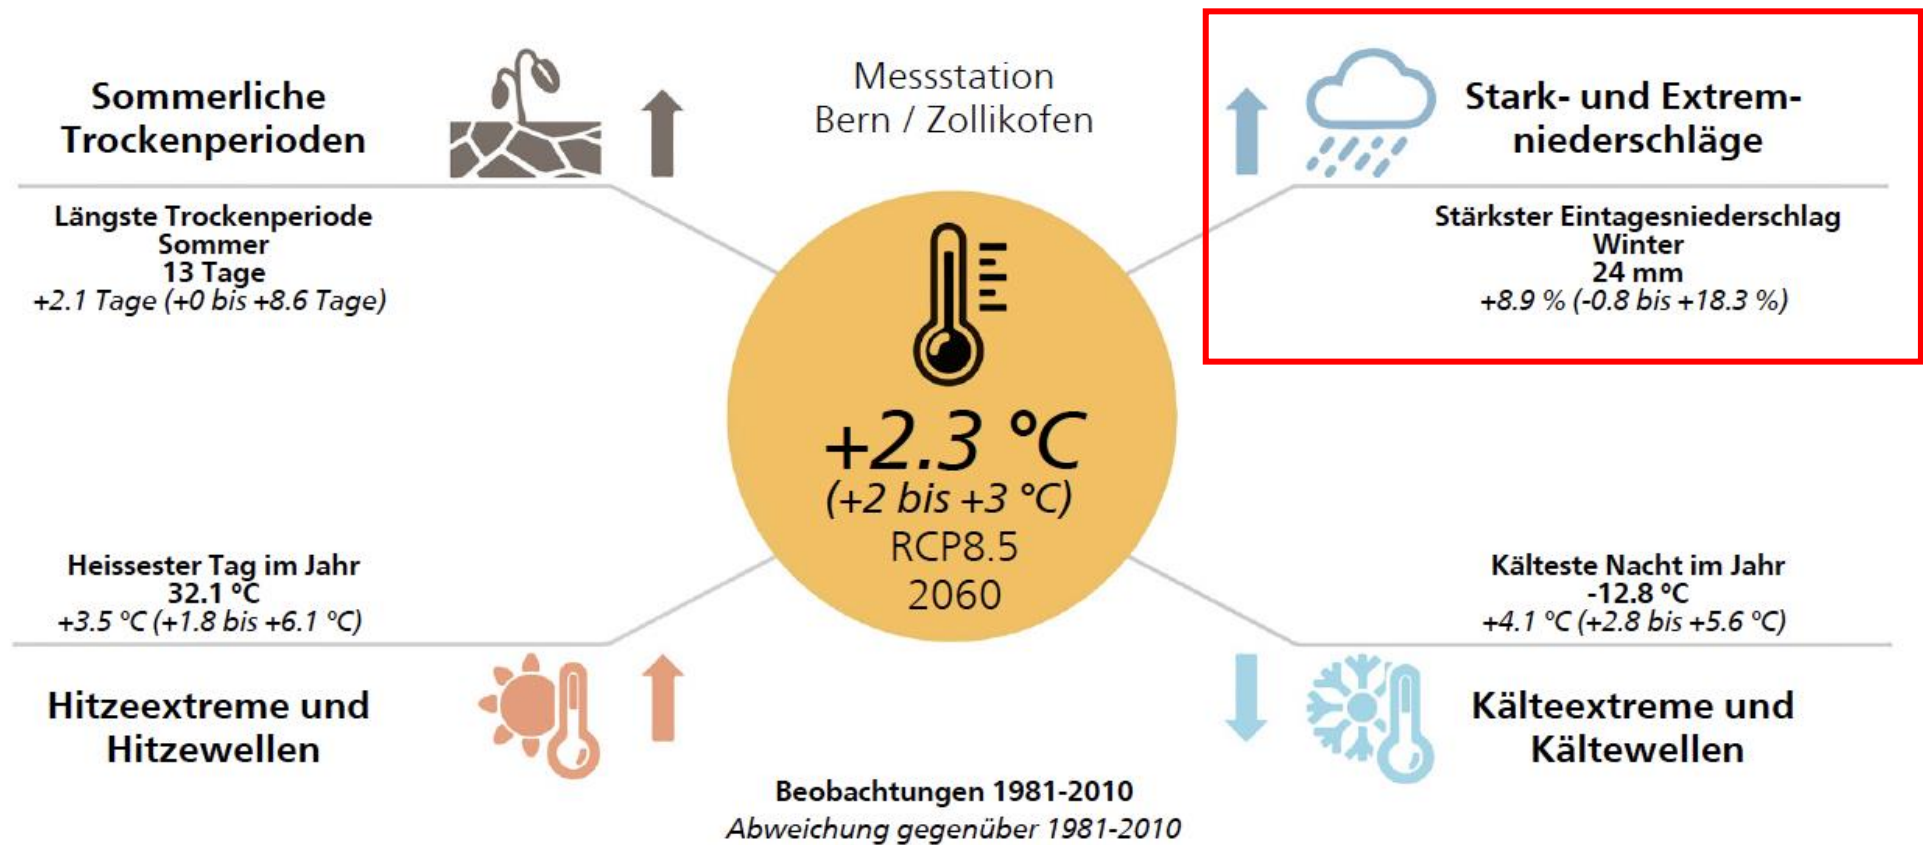 Sommerliche
Trockenperioden
Längste Trockenperiode
Sommer
13 Tage
+2.1 Tage (+0 bis +8.6 Tage)
Messstation
Bern / Zollikofen
Stark- und Extrem-
niederschläge
Stärkster Eintagesniederschlag
Winter
24 mm
+8.9 % (-0.8 bis +18.3 %)
+2.3 °C
(+2 bis +3 °C)
RCP8.5
2060
Heissester Tag im Jahr
32.1 °C
+3.5 °C (+1.8 bis +6.1 °C)
Hitzeextreme und
Hitzewellen
Kälteste Nacht im Jahr
-12.8 °C
+4.1 °C (+2.8 bis +5.6 °C)
Kälteextreme und
Kältewellen
Beobachtungen 1981-2010
Abweichung gegenüber 1981-2010